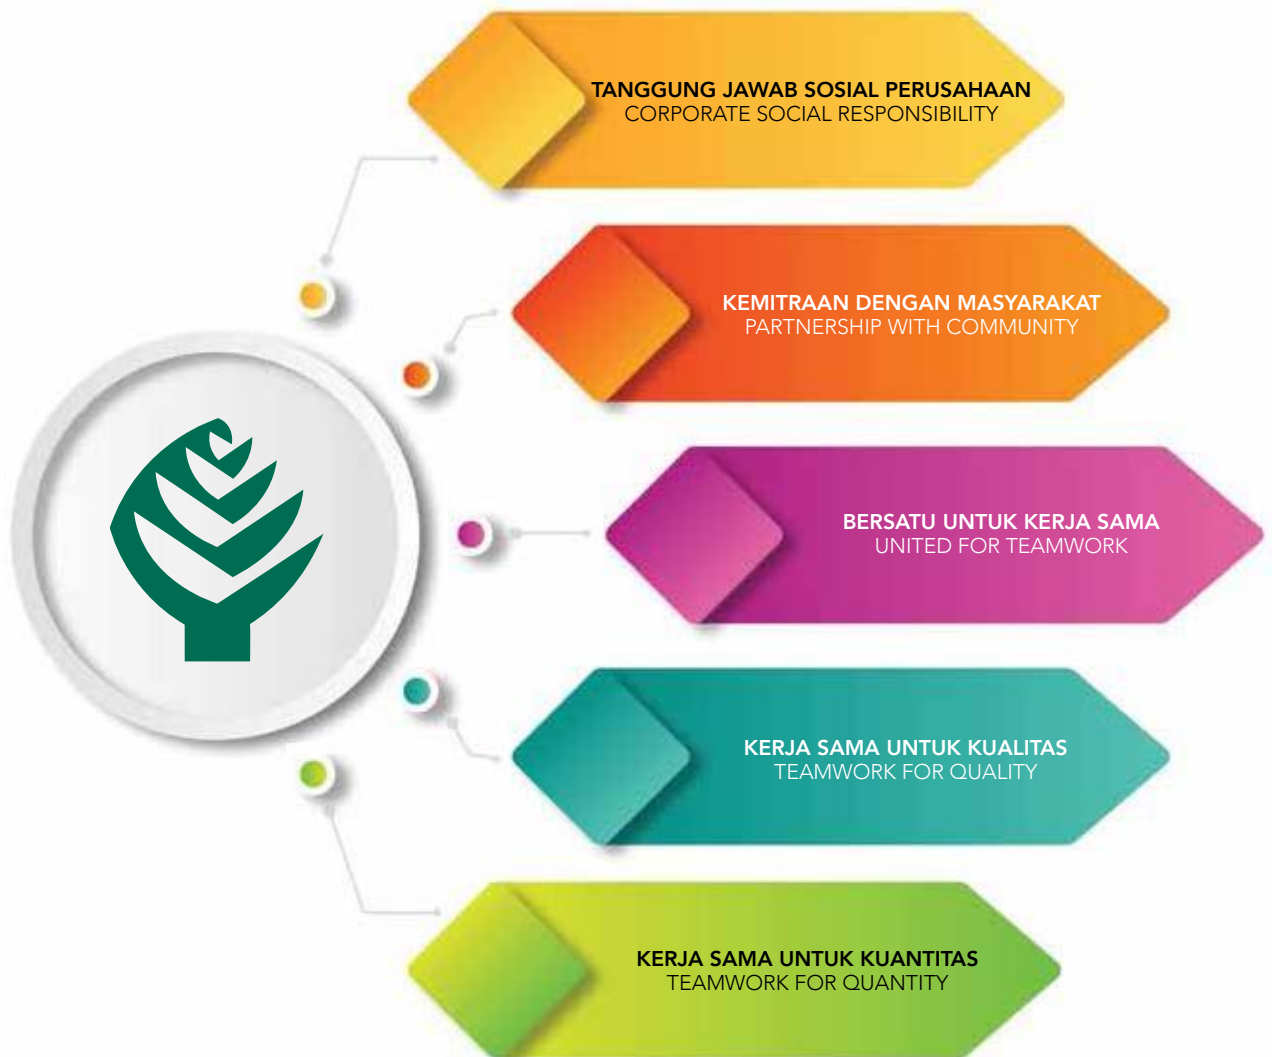 TANGGUNG JAWAB SOSIAL PERUSAHAAN
CORPORATE SOCIAL RESPONSIBILITY
KEMITRAAN DENGAN MASYARAKAT
PARTNERSHIP WITH COMMUNITY
BERSATU UNTUK KERJA SAMA
UNITED FOR TEAMWORK
KERJA SAMA UNTUK KUALITAS
TEAMWORK FOR QUALITY
KERJA SAMA UNTUK KUANTITAS
TEAMWORK FOR QUANTITY